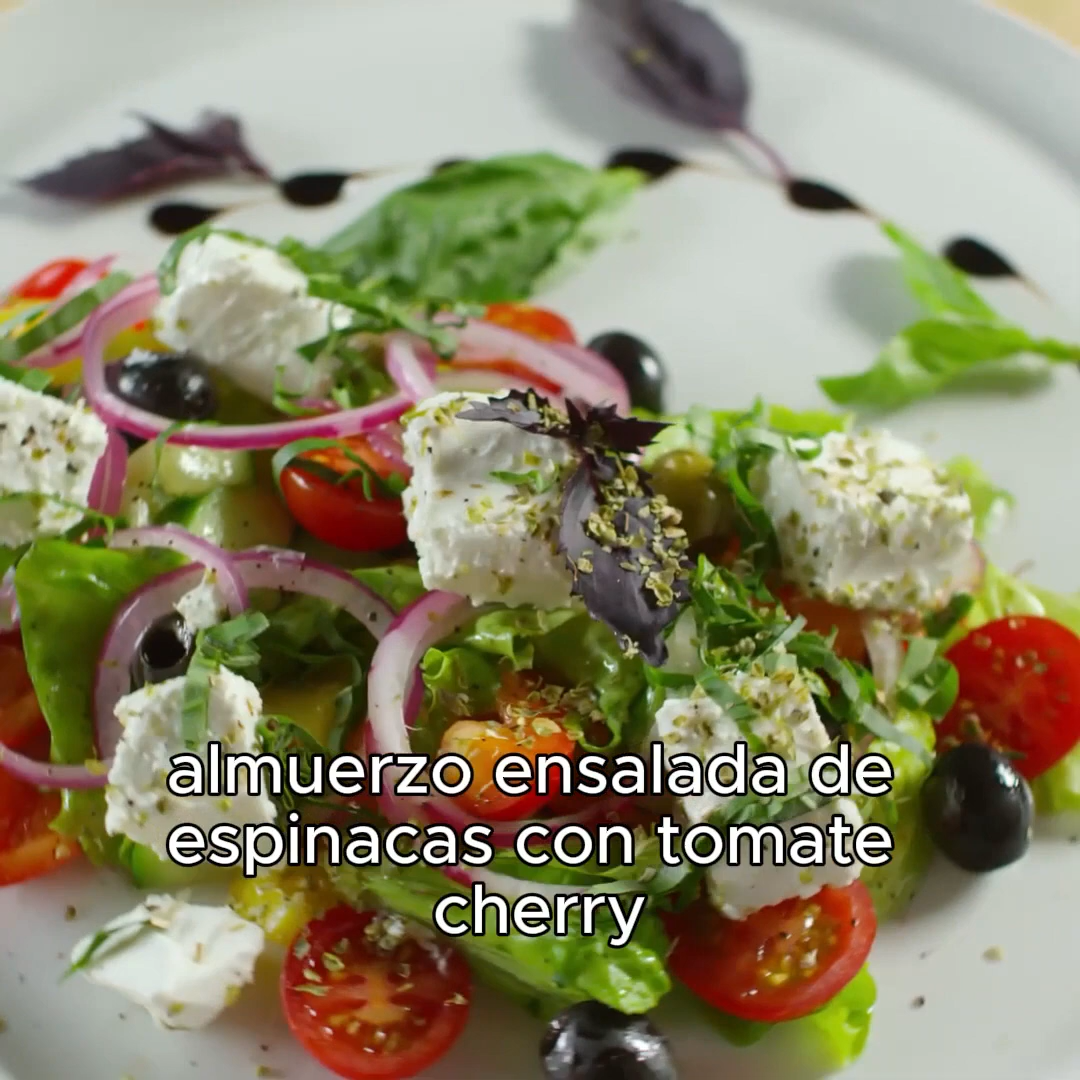 almuerzo ensalada de
espinacas con tomate
cherry